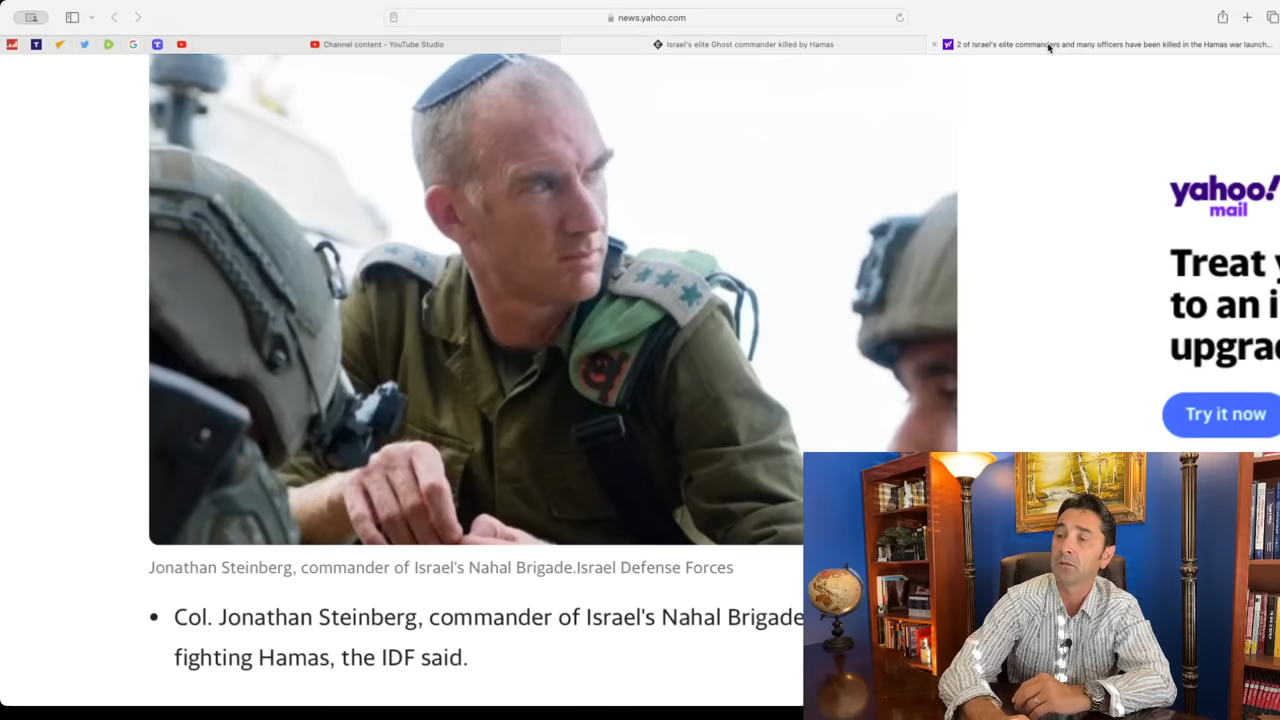 news.yahoo.com
Channel content - YouTube Studio
Israel's elite Ghost commander killed by Hamas
2 of Israel's elite commanders and many officers have been killed in the Hamas war launch...
yahoo!
mail
Treat y
to an i
upgra
Try it now
Jonathan Steinberg, commander of Israel's Nahal Brigade.Israel Defense Forces
• Col. Jonathan Steinberg, commander of Israel's Nahal Brigade
fighting Hamas, the IDF said.